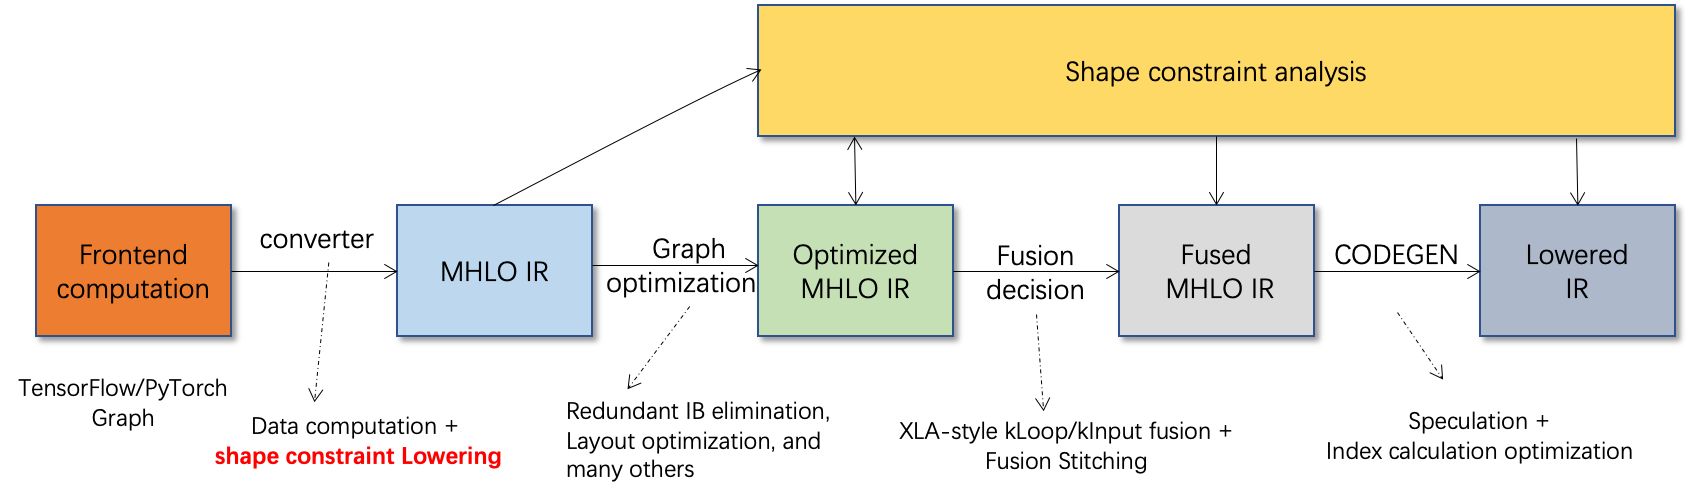 Shape constraint analysis
Frontend
computation
converter
MHLO IR
Graph
optimization
Optimized
MHLO IR
Fusion
decision
Fused
MHLO IR
CODEGEN
Lowered
IR
TensorFlow/PyTorch
Graph
Data computation +
shape constraint Lowering
Redundant IB elimination,
Layout optimization, and
many others
XLA-style kLoop/kInput fusion +
Fusion Stitching
Speculation +
Index calculation optimization